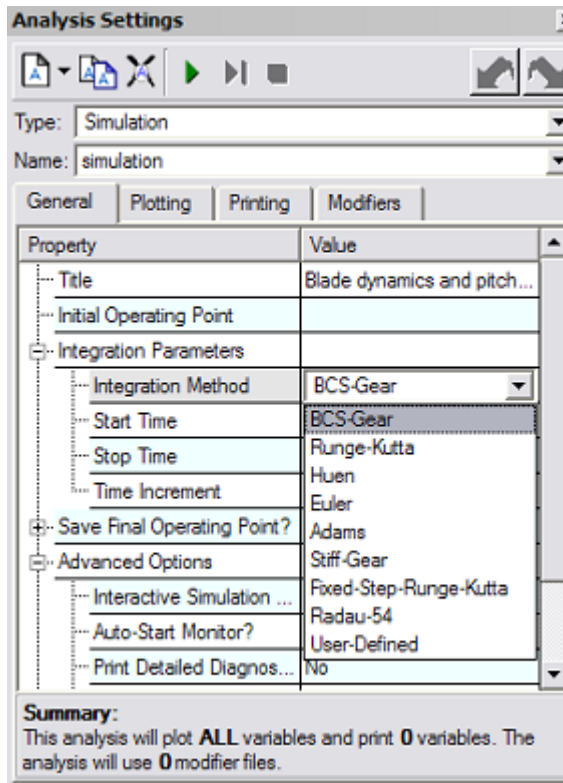 Analysis Settings
Type: Simulation
Name: simulation
General Plotting Printing Modifiers
Property Value
Title Blade dynamics and pitch...
Initial Operating Point
Integration Parameters
Integration Method BCS-Gear
Start Time BCS-Gear
Runge-Kutta
Stop Time Huen
Euler
Time Increment Adams
Save Final Operating Point? Stiff-Gear
Advanced Options Fixed-Step-Runge-Kutta
Interactive Simulation ... Radau-54
Auto-Start Monitor? User-Defined
Print Detailed Diagnos... No
Summary:
This analysis will plot ALL variables and print 0 variables. The
analysis will use 0 modifier files.